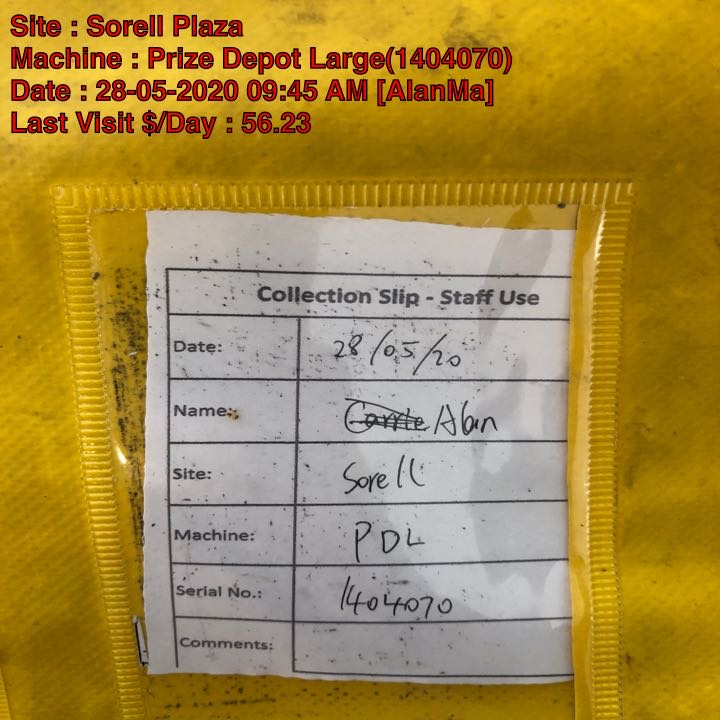 Site : Sorell Plaza
Machine : Prize Depot Large(1404070)
Date : 28-05-2020 09:45 AM [AlanMa]
Last Visit $/Day : 56.23
Collection Slip - Staff Use
Date: 28/05/20
Name: Alan
Site: Sorell
Machine: PDL
Serial No.: 1404070
Comments: